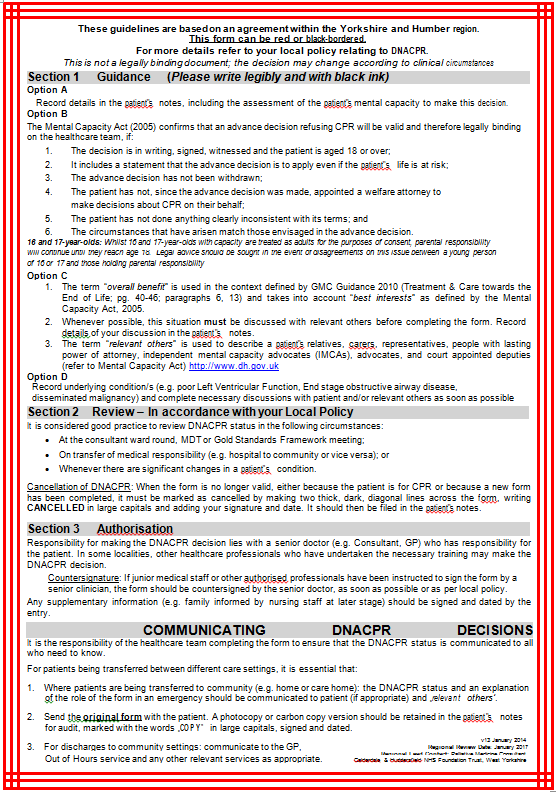 These guidelines are based on an agreement within the Yorkshire and Humber region.
This form can be red or black-bordered.
For more details refer to your local policy relating to DNACPR.
This is not a legally binding document; the decision may change according to clinical circumstances
Section 1 Guidance (Please write legibly and with black ink)
Option A
Record details in the patient's notes, including the assessment of the patient's mental capacity to make this decision.
Option B
The Mental Capacity Act (2005) confirms that an advance decision refusing CPR will be valid and therefore legally binding
on the healthcare team, if:
1. The decision is in writing, signed, witnessed and the patient is aged 18 or over;
2. It includes a statement that the advance decision is to apply even if the patient's life is at risk;
3. The advance decision has not been withdrawn;
4. The patient has not, since the advance decision was made, appointed a welfare attorney to
make decisions about CPR on their behalf;
5. The patient has not done anything clearly inconsistent with its terms; and
6. The circumstances that have arisen match those envisaged in the advance decision.
16 and 17-year-olds: Whilst 16 and 17-year-olds with capacity are treated as adults for the purposes of consent, parental responsibility
will continue until they reach age 18. Legal advice should be sought in the event of disagreements on this issue between a young person
of 16 or 17 and those holding parental responsibility
Option C
1. The term "overall benefit" is used in the context defined by GMC Guidance 2010 (Treatment & Care towards the
End of Life; pg. 40-46; paragraphs 6, 13) and takes into account "best interests" as defined by the Mental
Capacity Act, 2005.
2. Whenever possible, this situation must be discussed with relevant others before completing the form. Record
details of your discussion in the patient's notes.
3. The term "relevant others" is used to describe a patient's relatives, carers, representatives, people with lasting
power of attorney, independent mental capacity advocates (IMCAs), advocates, and court appointed deputies
(refer to Mental Capacity Act) http://www.dh.gov.uk
Option D
Record underlying condition/s (e.g. poor Left Ventricular Function, End stage obstructive airway disease,
disseminated malignancy) and complete necessary discussions with patient and/or relevant others as soon as possible
Section 2 Review – In accordance with your Local Policy
It is considered good practice to review DNACPR status in the following circumstances:
• At the consultant ward round, MDT or Gold Standards Framework meeting;
• On transfer of medical responsibility (e.g. hospital to community or vice versa); or
• Whenever there are significant changes in a patient's condition.
Cancellation of DNACPR: When the form is no longer valid, either because the patient is for CPR or because a new form
has been completed, it must be marked as cancelled by making two thick, dark, diagonal lines across the form, writing
CANCELLED in large capitals and adding your signature and date. It should then be filed in the patient's notes.
Section 3 Authorisation
Responsibility for making the DNACPR decision lies with a senior doctor (e.g. Consultant, GP) who has responsibility for
the patient. In some localities, other healthcare professionals who have undertaken the necessary training may make the
DNACPR decision.
Countersignature: If junior medical staff or other authorised professionals have been instructed to sign the form by a
senior clinician, the form should be countersigned by the senior doctor, as soon as possible or as per local policy.
Any supplementary information (e.g. family informed by nursing staff at later stage) should be signed and dated by the
entry.
COMMUNICATING DNACPR DECISIONS
It is the responsibility of the healthcare team completing the form to ensure that the DNACPR status is communicated to all
who need to know.
For patients being transferred between different care settings, it is essential that:
1. Where patients are being transferred to community (e.g. home or care home): the DNACPR status and an explanation
of the role of the form in an emergency should be communicated to patient (if appropriate) and „relevant others".
2. Send the original form with the patient. A photocopy or carbon copy version should be retained in the patient's notes
for audit, marked with the words „COPY" in large capitals, signed and dated.
3. For discharges to community settings: communicate to the GP,
Out of Hours service and any other relevant services as appropriate.
v13 January 2014
Regional Review Date: January 2017
Regional Lead Contact: Palliative Medicine Consultant
Calderdale & Huddersfield NHS Foundation Trust, West Yorkshire